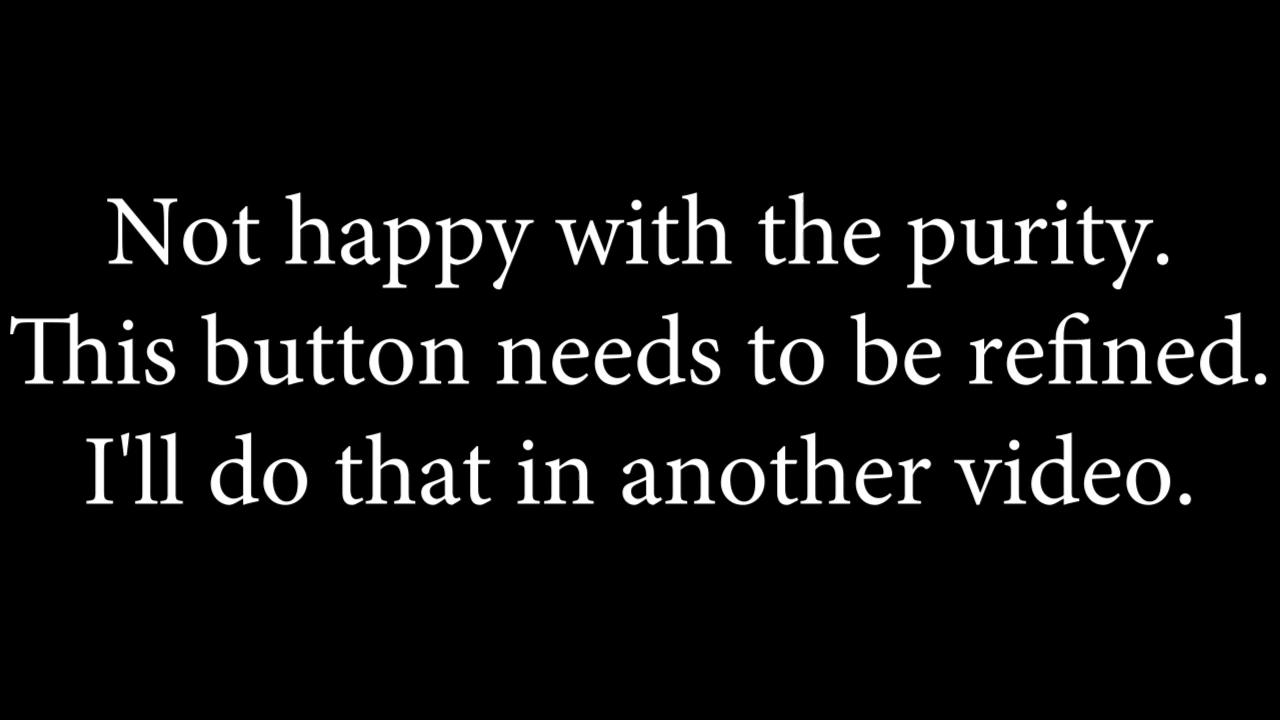 Not happy with the purity.
This button needs to be refined.
I'll do that in another video.